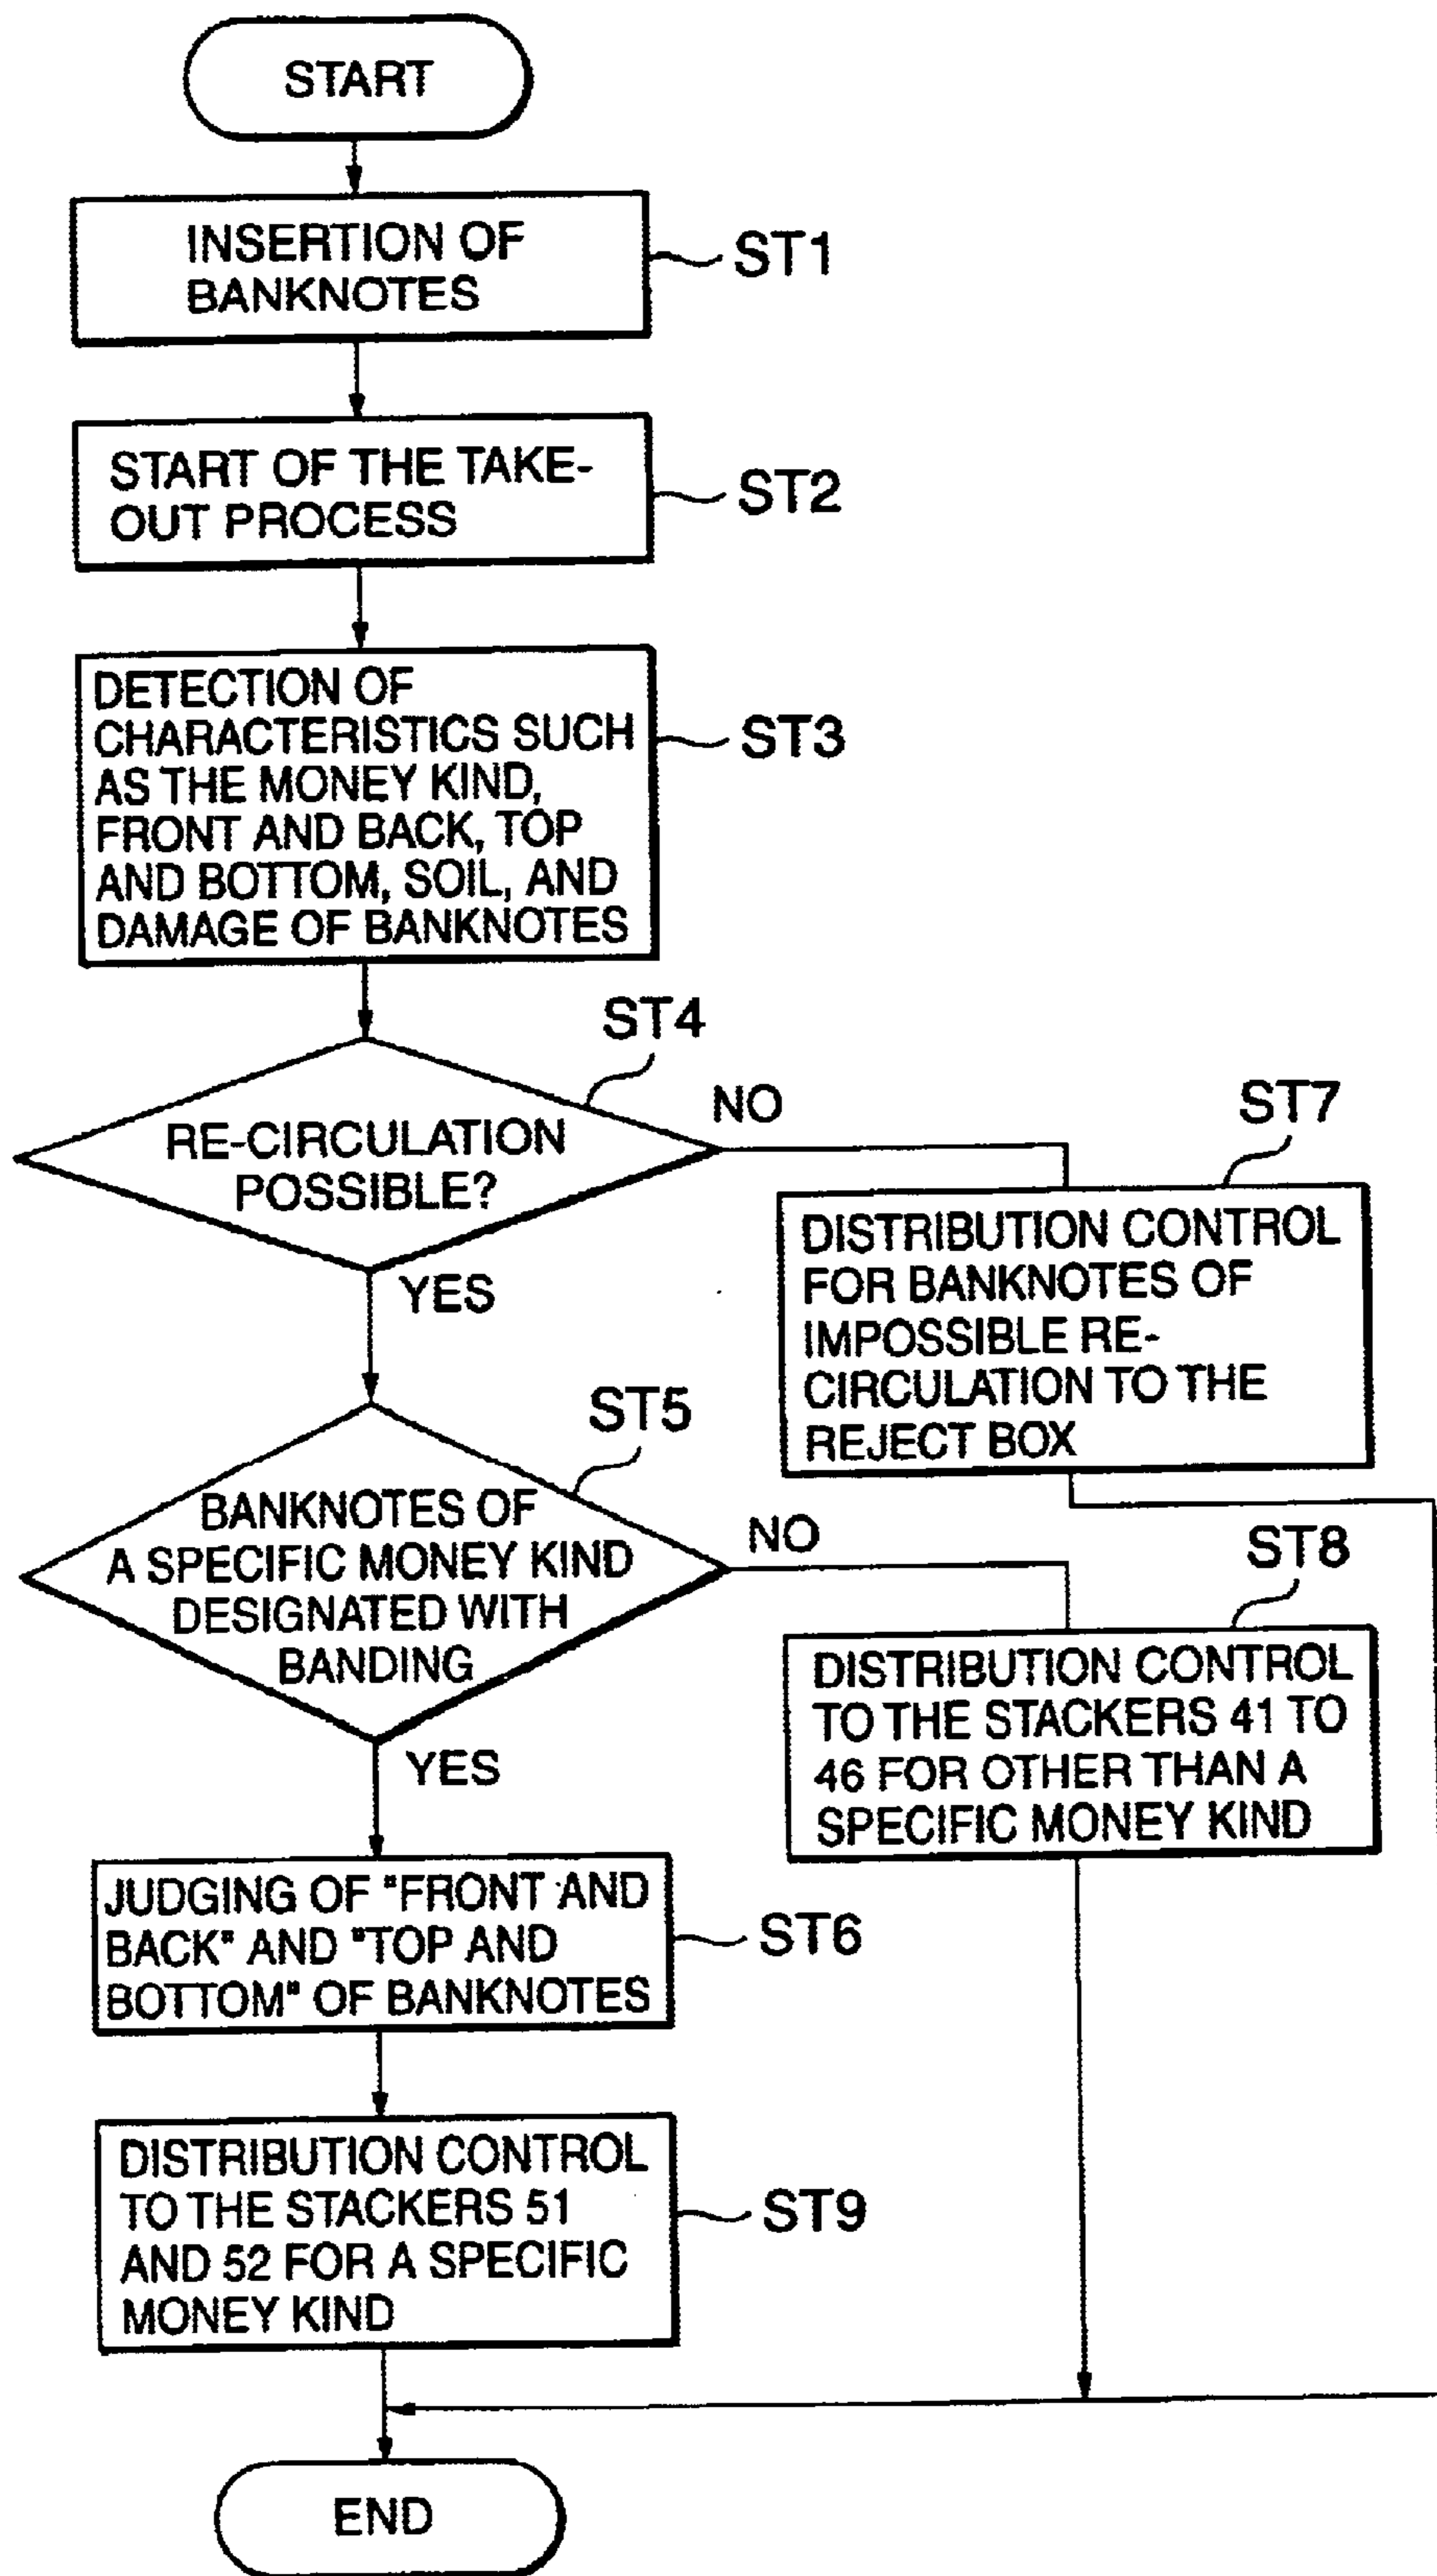 START
INSERTION OF
BANKNOTES
ST1
START OF THE TAKE-
OUT PROCESS
ST2
DETECTION OF
CHARACTERISTICS SUCH
AS THE MONEY KIND,
FRONT AND BACK, TOP
AND BOTTOM, SOIL, AND
DAMAGE OF BANKNOTES
ST3
ST4
RE-CIRCULATION
POSSIBLE?
NO
YES
ST7
DISTRIBUTION CONTROL
FOR BANKNOTES OF
IMPOSSIBLE RE-
CIRCULATION TO THE
REJECT BOX
ST5
BANKNOTES OF
A SPECIFIC MONEY KIND
DESIGNATED WITH
BANDING
NO
YES
ST8
DISTRIBUTION CONTROL
TO THE STACKERS 41 TO
46 FOR OTHER THAN A
SPECIFIC MONEY KIND
JUDGING OF "FRONT AND
BACK" AND "TOP AND
BOTTOM" OF BANKNOTES
ST6
DISTRIBUTION CONTROL
TO THE STACKERS 51
AND 52 FOR A SPECIFIC
MONEY KIND
ST9
END